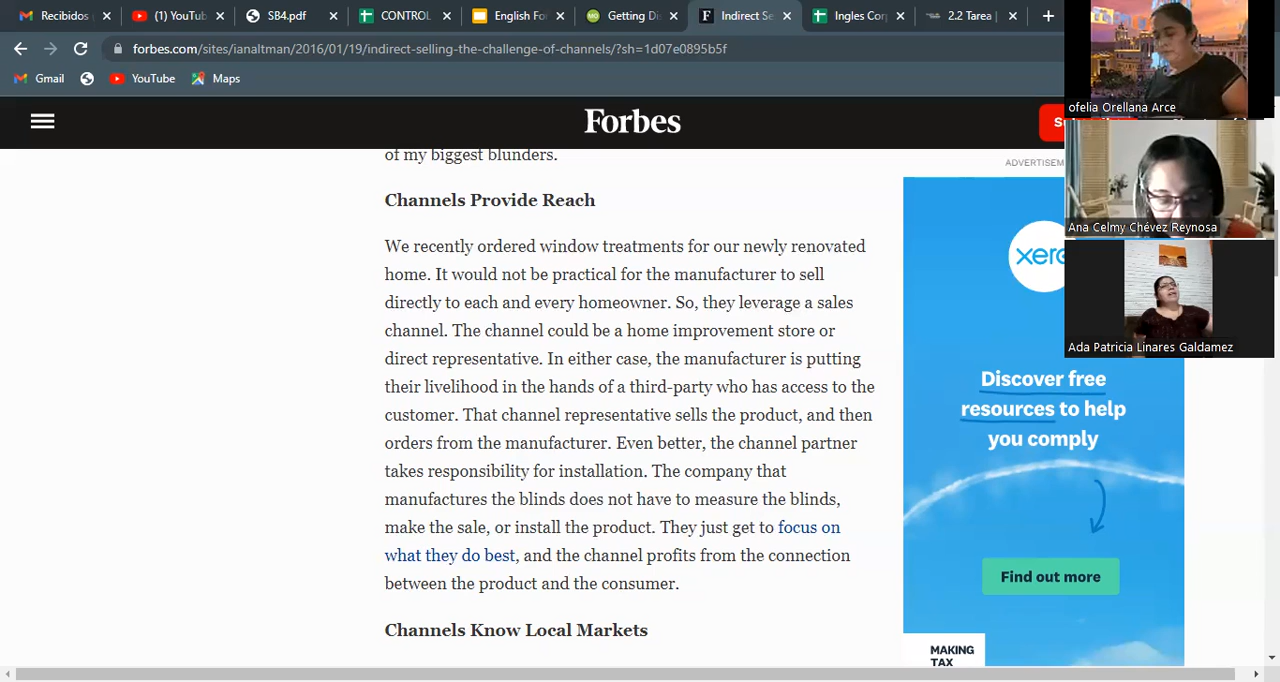 Recibidos
(1) YouTub
SB4.pdf
CONTROL
English Fo
Getting Di
Indirect Se
Ingles Cor
2.2 Tarea |
forbes.com/sites/ianaltman/2016/01/19/indirect-selling-the-challenge-of-channels/?sh=1d07e0895b5f
Gmail
YouTube
Maps
Forbes
of my biggest blunders.
Channels Provide Reach
We recently ordered window treatments for our newly renovated
home. It would not be practical for the manufacturer to sell
directly to each and every homeowner. So, they leverage a sales
channel. The channel could be a home improvement store or
direct representative. In either case, the manufacturer is putting
their livelihood in the hands of a third-party who has access to the
customer. That channel representative sells the product, and then
orders from the manufacturer. Even better, the channel partner
takes responsibility for installation. The company that
manufactures the blinds does not have to measure the blinds,
make the sale, or install the product. They just get to focus on
what they do best, and the channel profits from the connection
between the product and the consumer.
Channels Know Local Markets
ADVERTISEM
xero
Discover free
resources to help
you comply
Find out more
MAKING
TAX
ofelia Orellana Arce
Ana Celmy Chévez Reynosa
Ada Patricia Linares Galdamez